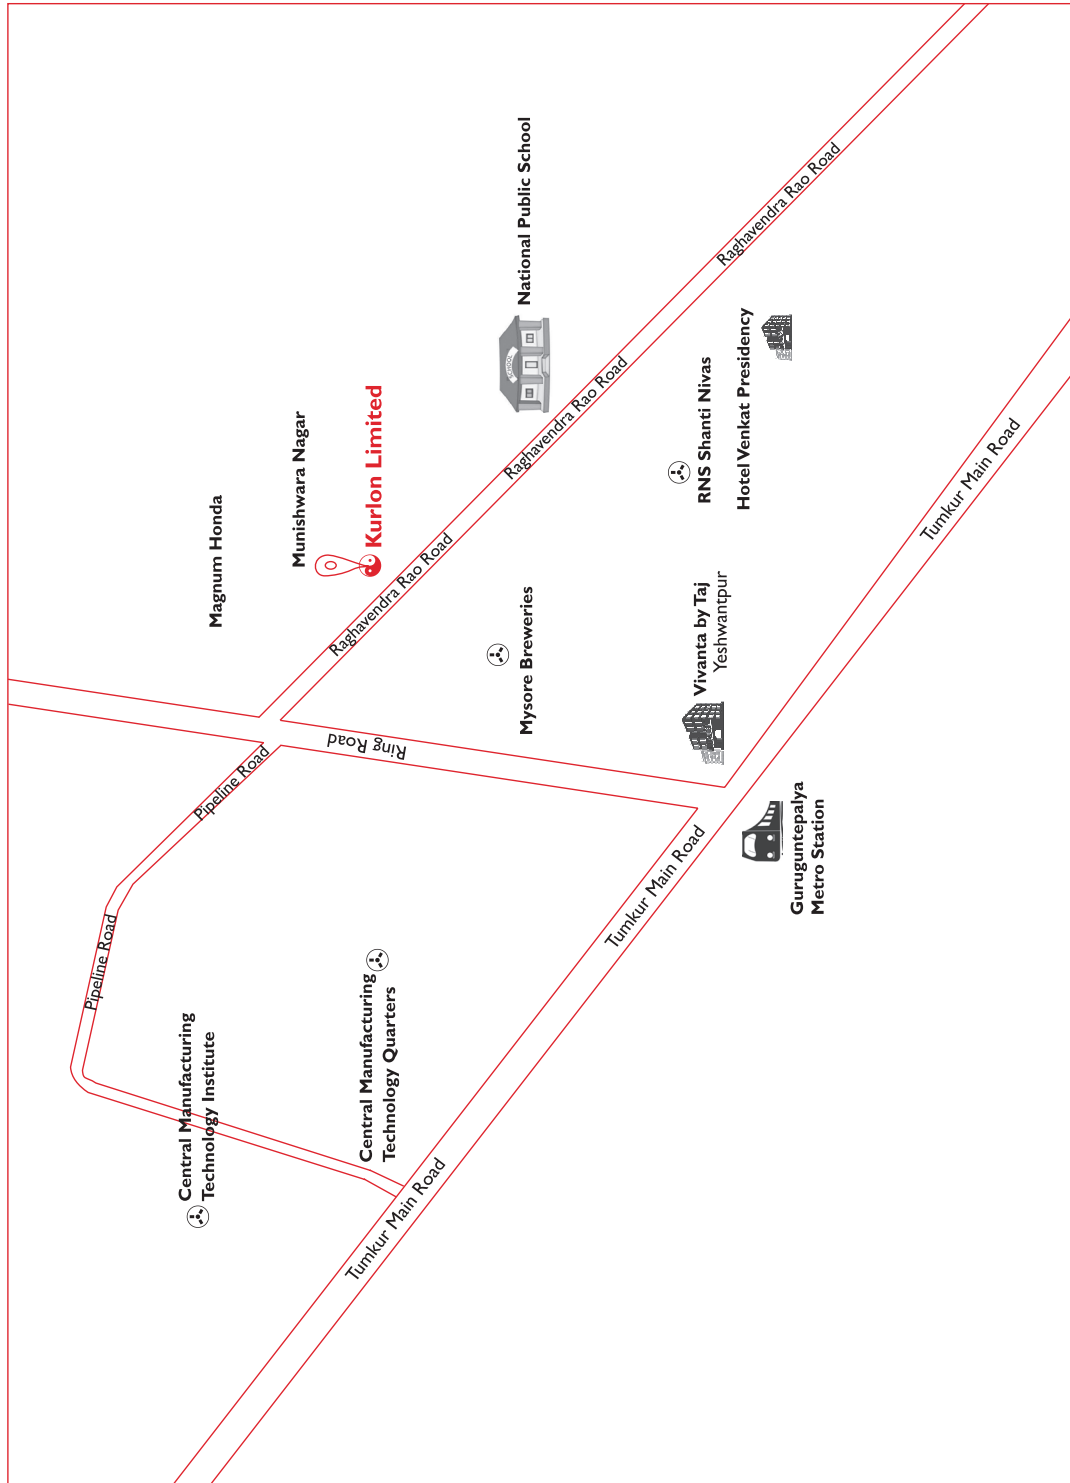 Central Manufacturing
Technology Institute
Pipeline Road
Pipeline Road
Magnum Honda
Munishwara Nagar
Kurlon Limited
Central Manufacturing
Technology Quarters
Ring Road
Raghavendra Rao Road
Mysore Breweries
Raghavendra Rao Road
SCHOOL
National Public School
Tumkur Main Road
Tumkur Main Road
Vivanta by Taj
Yeshwantpur
RNS Shanti Nivas
Hotel Venkat Presidency
Raghavendra Rao Road
Guruguntepalya
Metro Station
Tumkur Main Road